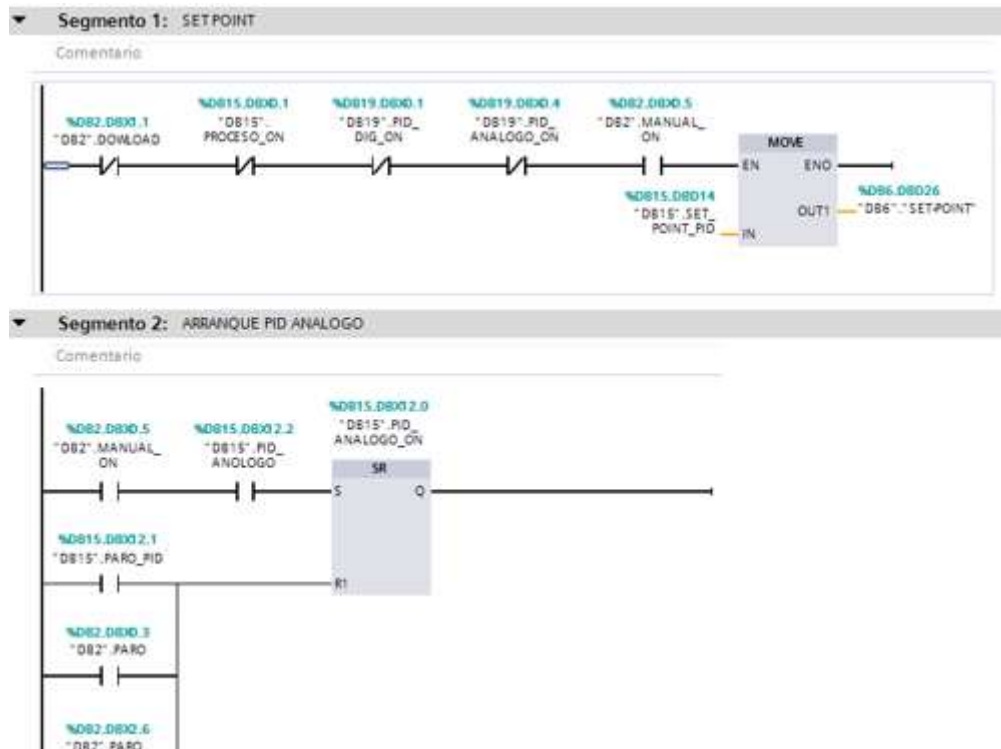 Segmento 1: SETPOINT
Comentario
%DB2.DBX1.1
"DB2".DOWLOAD
%DB15.DBX0.1
"DB15".
PROCESO_ON
%DB19.DBX0.1
"DB19".PID_
DIG_ON
%DB19.DBX0.4
"DB19".PID_
ANALOGO_ON
%DB2.DBX0.5
"DB2".MANUAL_
ON
MOVE
EN ENO
%DB15.DBD14
"DB15".SET_
POINT_PID
IN
OUT1
%DB6.DBD26
"DB6"."SET-POINT"
Segmento 2: ARRANQUE PID ANALOGO
Comentario
%DB2.DBX0.5
"DB2".MANUAL_
ON
%DB15.DBX12.2
"DB15".PID_
ANOLOGO
%DB15.DBX12.0
"DB15".PID_
ANALOGO_ON
SR
S Q
%DB15.DBX12.1
"DB15".PARO_PID
R1
%DB2.DBX0.3
"DB2".PARO
%DB2.DBX2.6
"DB2".PARO